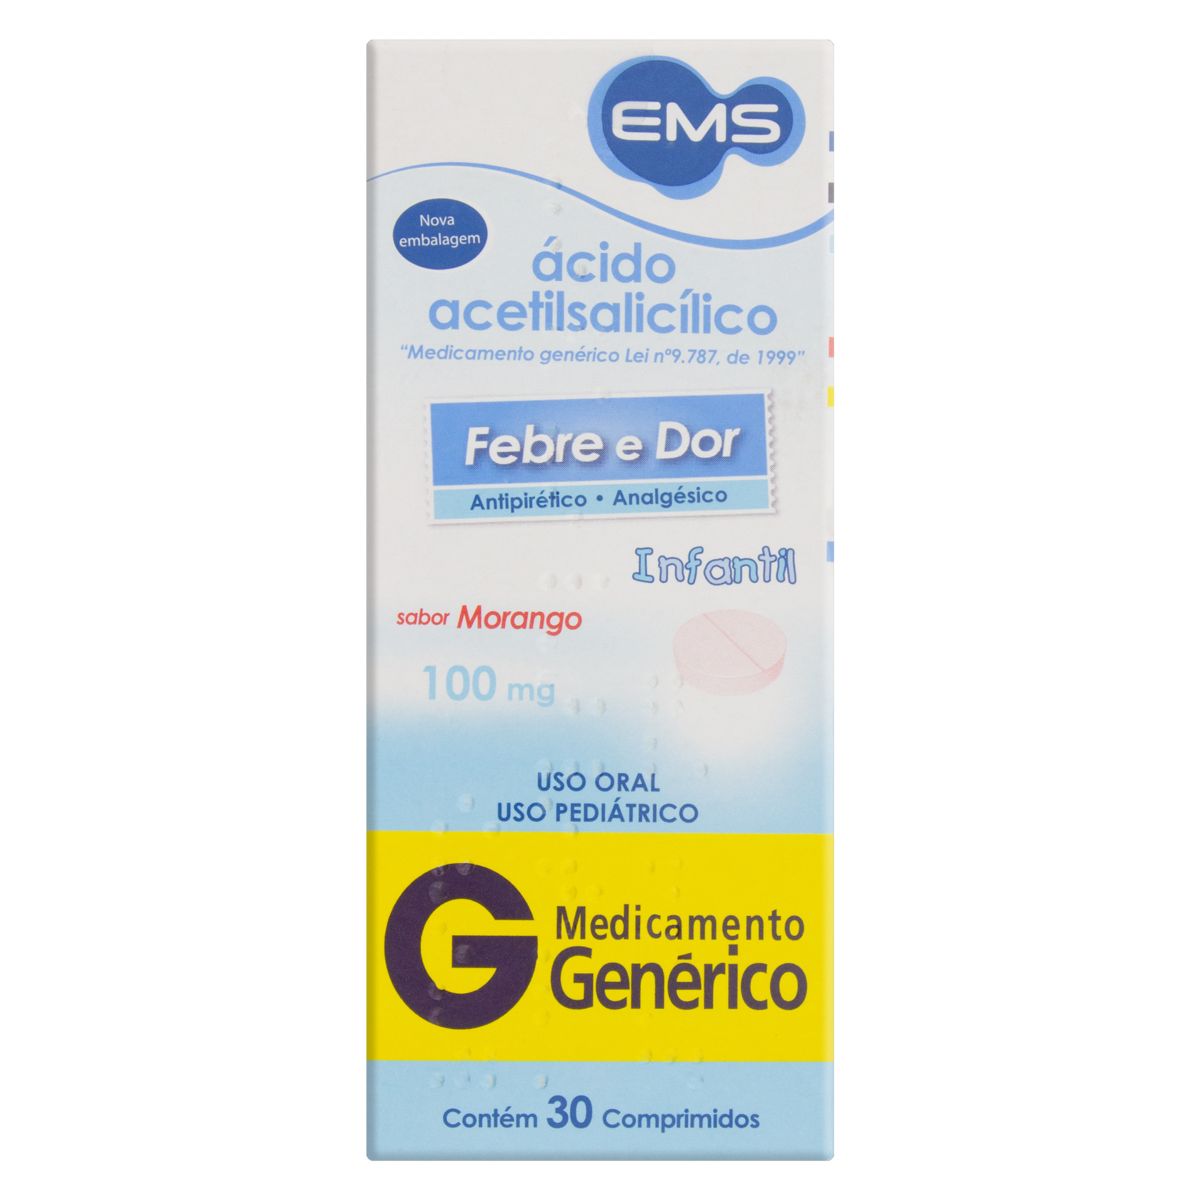 EMS
Nova
embalagem
ácido
acetilsalicílico
“Medicamento genérico Lei nº9.787, de 1999”
Febre e Dor
Antipirético • Analgésico
Infantil
sabor Morango
100 mg
USO ORAL
USO PEDIÁTRICO
G
Medicamento
Genérico
Contém 30 Comprimidos